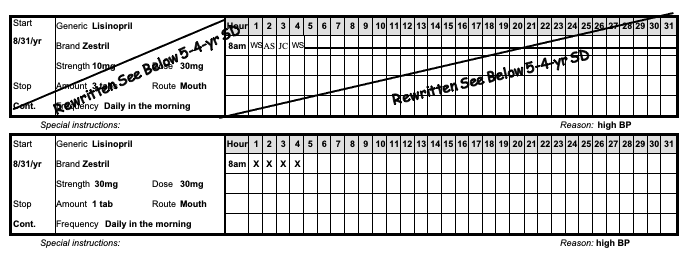 Start Generic Lisinopril Hour 1 2 3 4 5 6 7 8 9 10 11 12 13 14 15 16 17 18 19 20 21 22 23 24 25 26 27 28 29 30 31
8/31/yr Brand Zestril 8am WS AS JC WS
Strength 10mg Dose 30mg
Stop Amount 3 tabs Route Mouth
Cont. Frequency Daily in the morning
Rewritten See Below 5-4-yr SD
Rewritten See Below 5-4-yr SD
Special instructions: Reason: high BP
Start Generic Lisinopril Hour 1 2 3 4 5 6 7 8 9 10 11 12 13 14 15 16 17 18 19 20 21 22 23 24 25 26 27 28 29 30 31
8/31/yr Brand Zestril 8am X X X X
Strength 30mg Dose 30mg
Stop Amount 1 tab Route Mouth
Cont. Frequency Daily in the morning
Special instructions: Reason: high BP